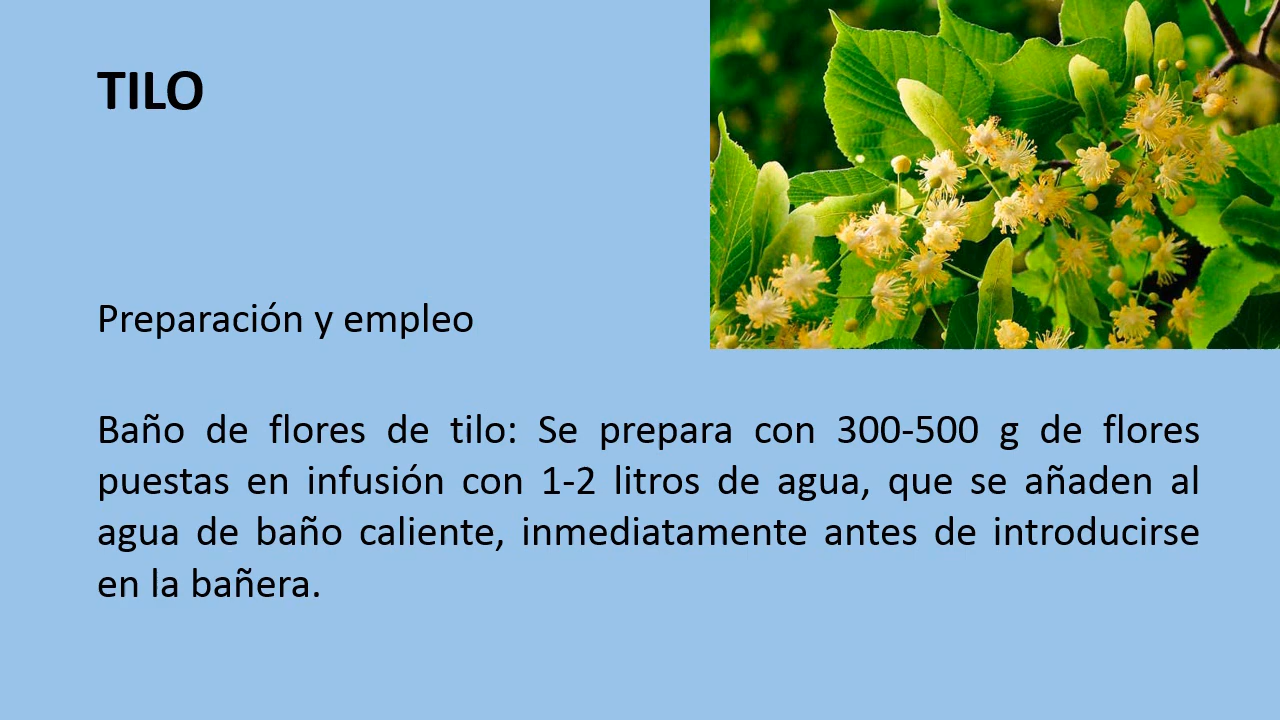 TILO
Preparación y empleo
Baño de flores de tilo: Se prepara con 300-500 g de flores
puestas en infusión con 1-2 litros de agua, que se añaden al
agua de baño caliente, inmediatamente antes de introducirse
en la bañera.